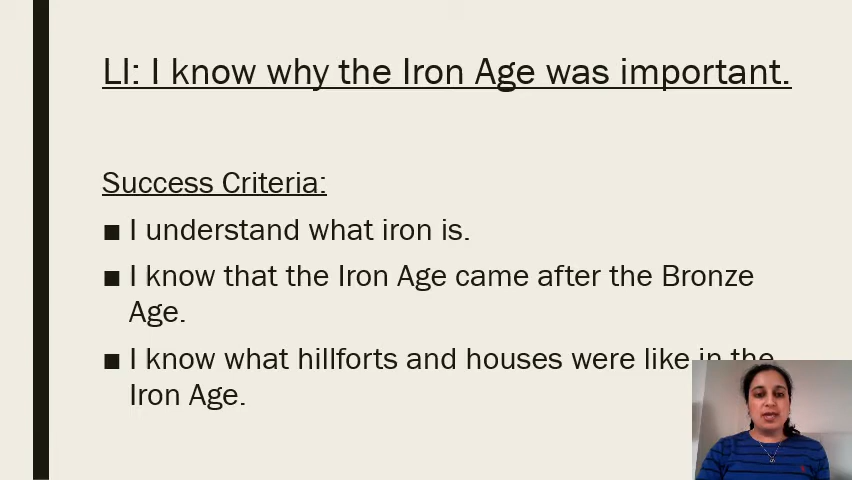 LI: I know why the Iron Age was important.
Success Criteria:
■ I understand what iron is.
■ I know that the Iron Age came after the Bronze
Age.
■ I know what hillforts and houses were like in the
Iron Age.